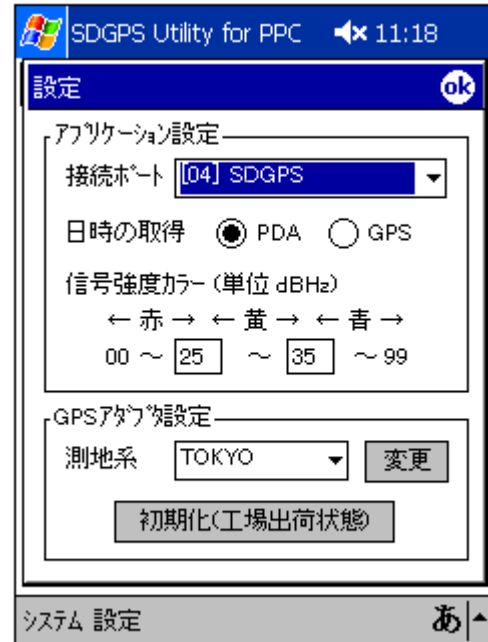 SDGPS Utility for PPC 11:18
設定 ok
アプリケーション設定
接続ポート [04] SDGPS
日時の取得 PDA GPS
信号強度カラー (単位 dBHz)
← 赤 → ← 黄 → ← 青 →
00 ～ 25 ～ 35 ～ 99
GPSアダプタ設定
測地系 TOKYO 変更
初期化(工場出荷状態)
システム 設定 あ